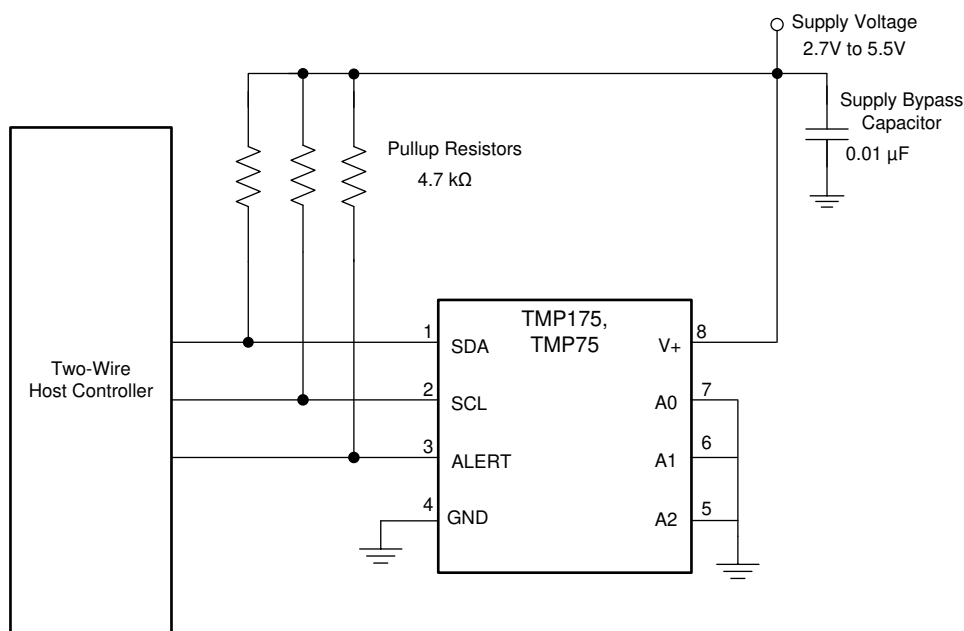 Supply Voltage
2.7V to 5.5V
Supply Bypass
Capacitor
0.01 µF
Pullup Resistors
4.7 kΩ
Two-Wire
Host Controller
TMP175,
TMP75
1
SDA
V+
8
2
SCL
A0
7
3
ALERT
A1
6
4
GND
A2
5